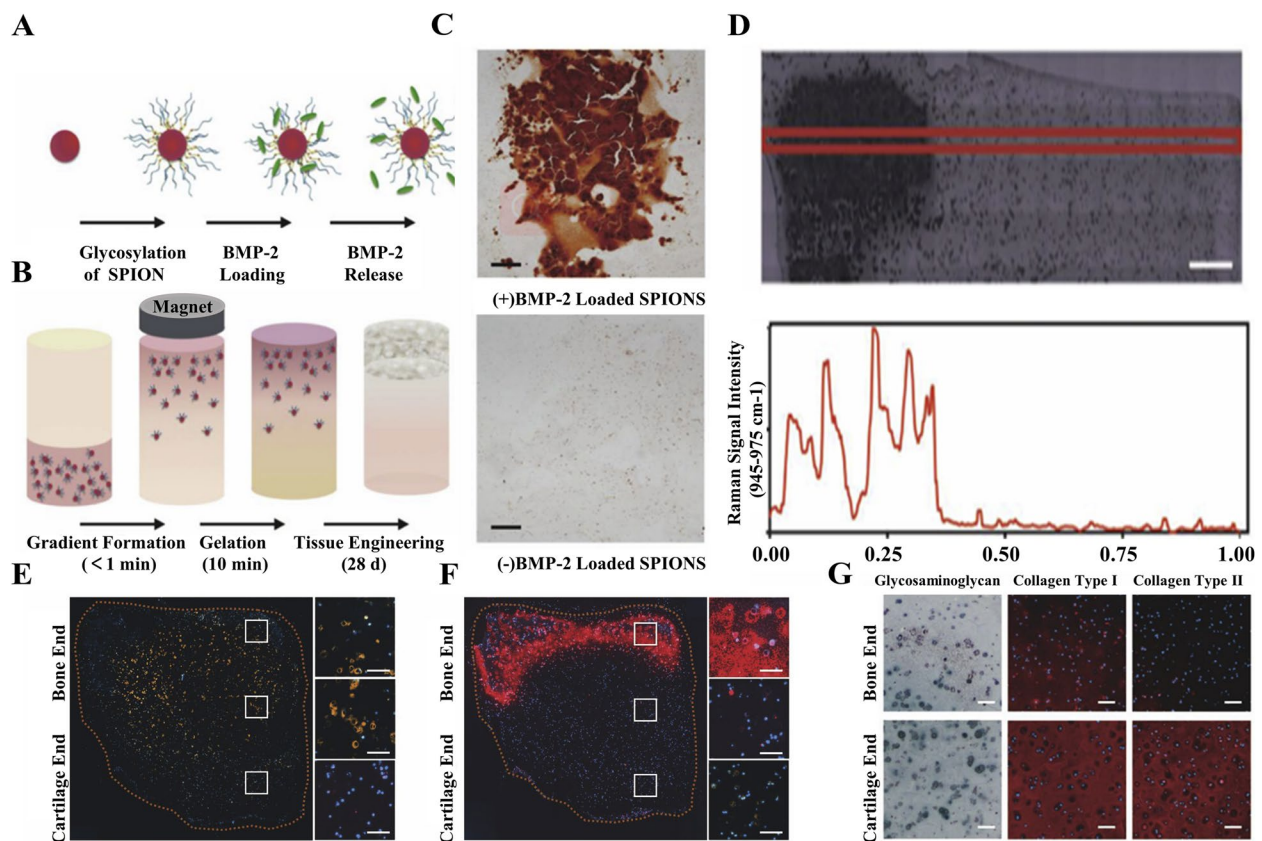 A
Glycosylation
of SPION
BMP-2
Loading
BMP-2
Release
B
Magnet
Gradient Formation
(<1 min)
Gelation
(10 min)
Tissue Engineering
(28 d)
C
(+)BMP-2 Loaded SPIONS
(-)BMP-2 Loaded SPIONS
D
Raman Signal Intensity
(945-975 cm-1)
0.00
0.25
0.50
0.75
1.00
E
Bone End
Cartilage End
F
Bone End
Cartilage End
G
Glycosaminoglycan
Collagen Type I
Collagen Type II
Bone End
Cartilage End